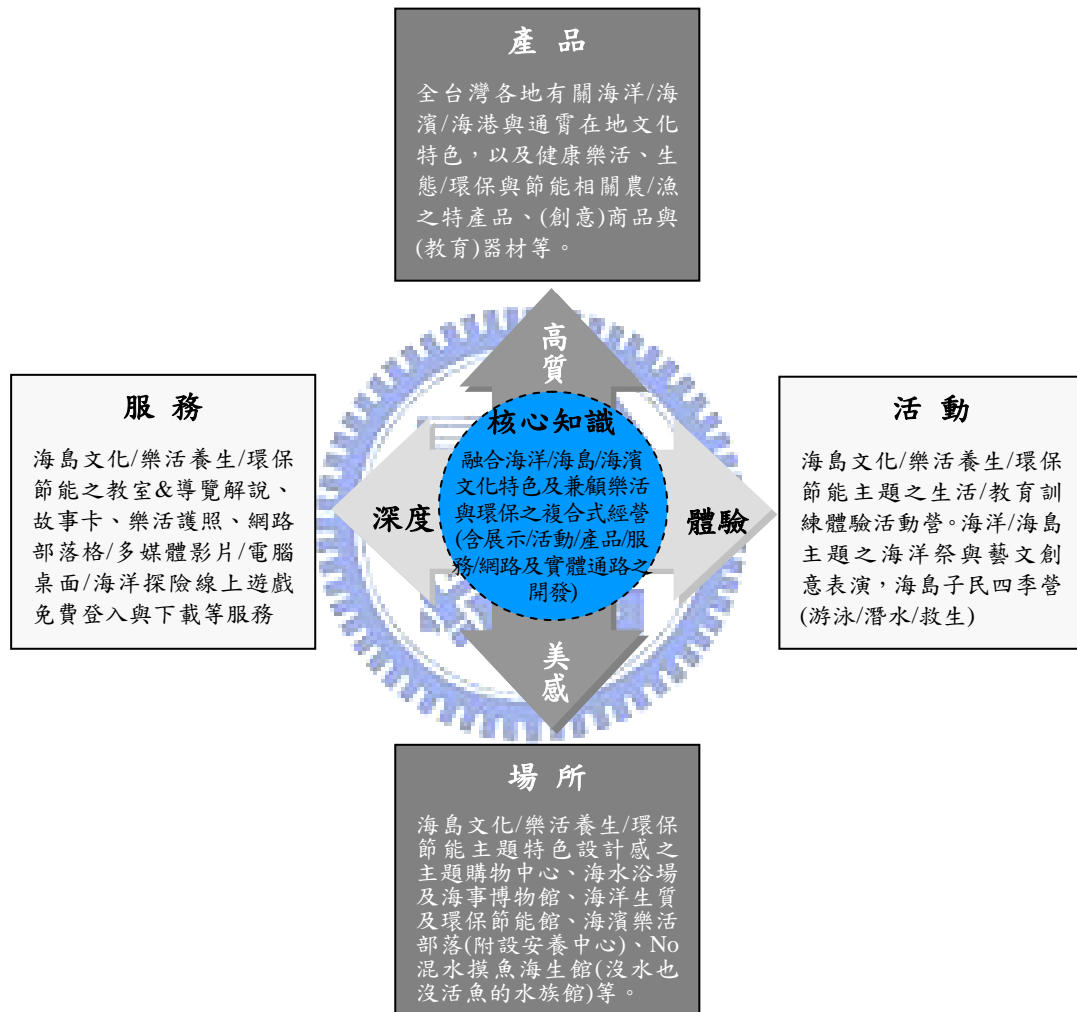 產 品
全台灣各地有關海洋/海
濱/海港與通霄在地文化
特色，以及健康樂活、生
態/環保與節能相關農/漁
之特產品、(創意)商品與
(教育)器材等。
高
質
服 務
海島文化/樂活養生/環保
節能之教室&導覽解說、
故事卡、樂活護照、網路
部落格/多媒體影片/電腦
桌面/海洋探險線上遊戲
免費登入與下載等服務
深度
核心知識
融合海洋/海島/海濱
文化特色及兼顧樂活
與環保之複合式經營
(含展示/活動/產品/服
務/網路及實體通路之
開發)
體驗
活 動
海島文化/樂活養生/環保
節能主題之生活/教育訓
練體驗活動營。海洋/海島
主題之海洋祭與藝文創
意表演，海島子民四季營
(游泳/潛水/救生)
美
感
場 所
海島文化/樂活養生/環保
節能主題特色設計感之
主題購物中心、海水浴場
及海事博物館、海洋生質
及環保節能館、海濱樂活
部落(附設安養中心)、No
混水摸魚海生館(沒水也
沒活魚的水族館)等。